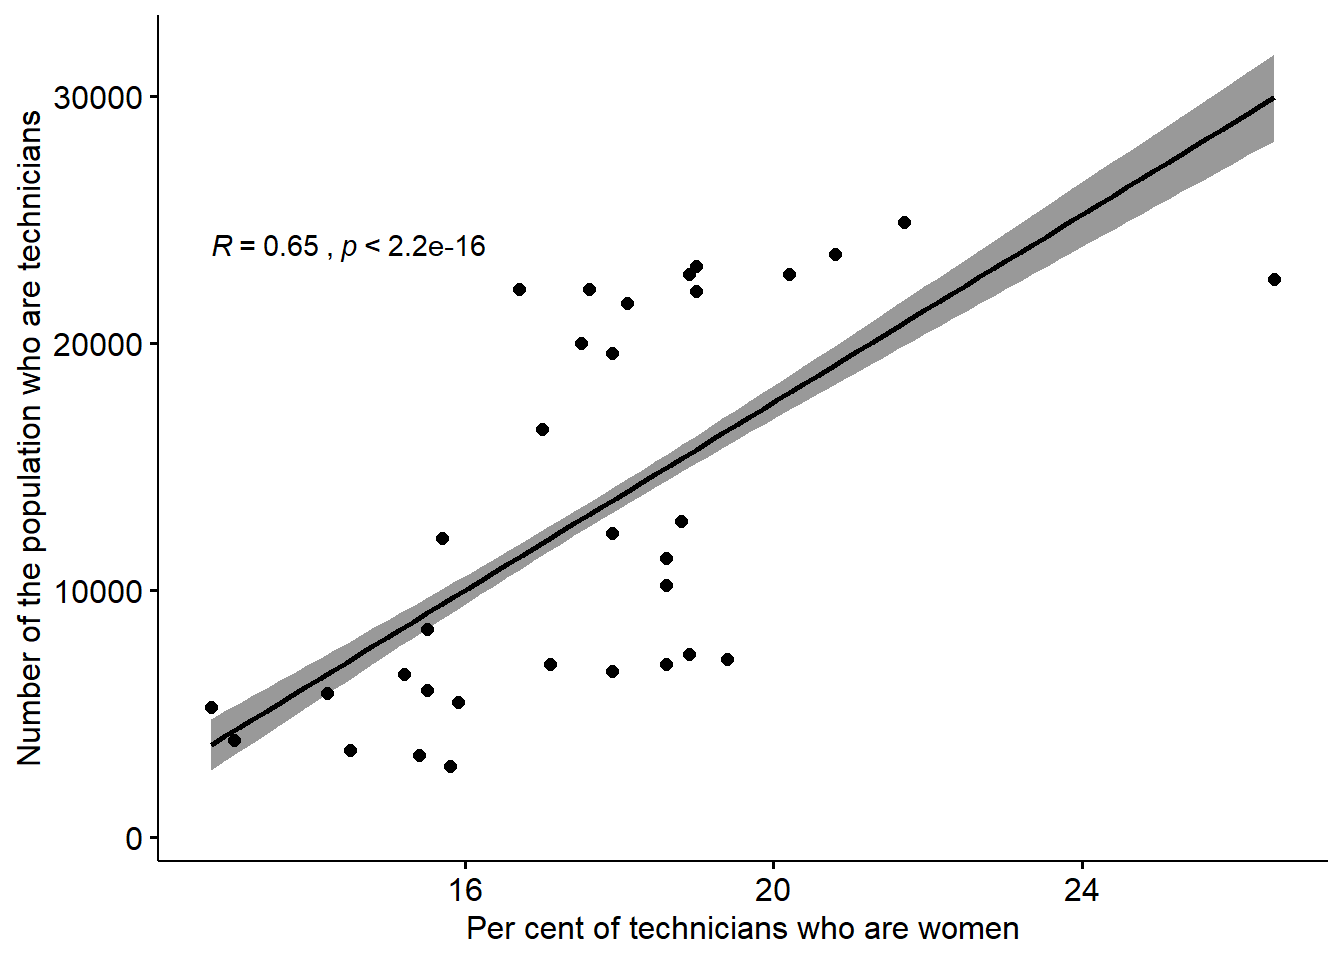 Number of the population who are technicians
30000
20000
10000
0
R = 0.65 , p < 2.2e-16
16 20 24
Per cent of technicians who are women